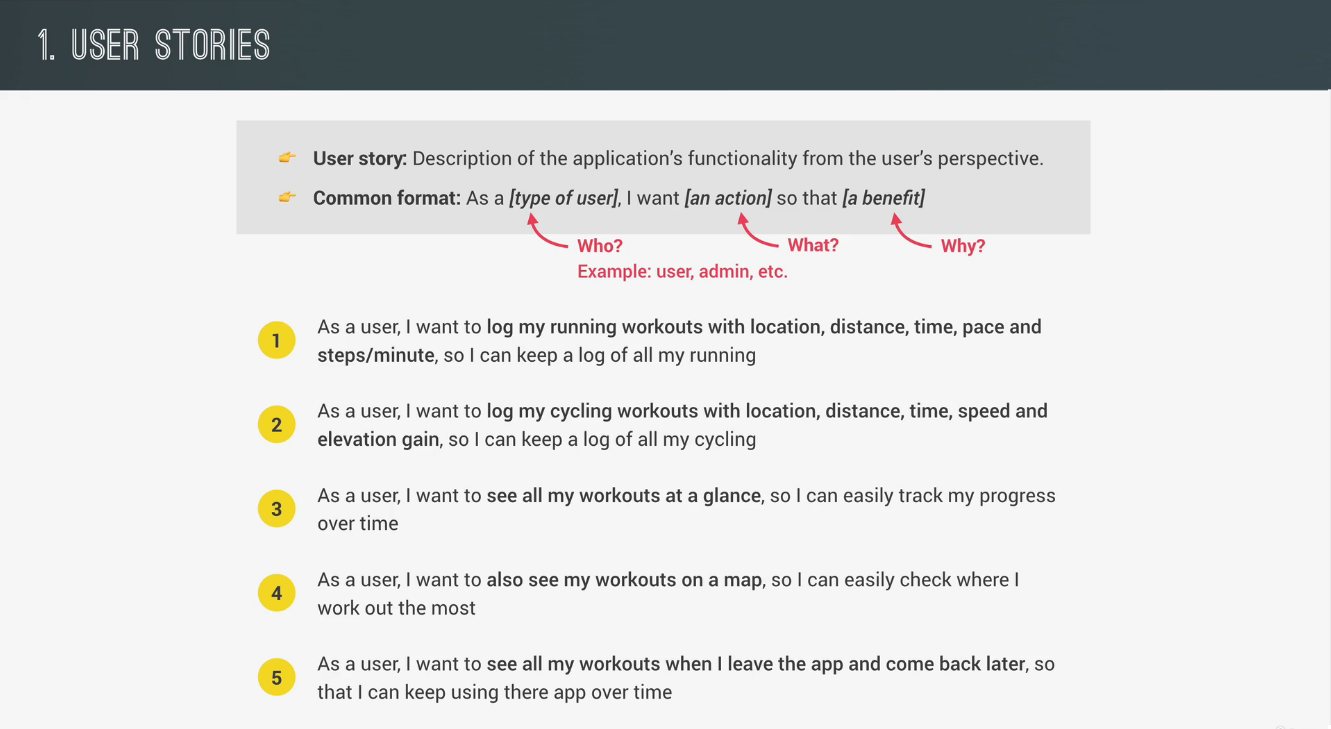 1. USER STORIES
👉 User story: Description of the application's functionality from the user's perspective.
👉 Common format: As a [type of user], I want [an action] so that [a benefit]
Who?
What?
Why?
Example: user, admin, etc.
1
As a user, I want to log my running workouts with location, distance, time, pace and
steps/minute, so I can keep a log of all my running
2
As a user, I want to log my cycling workouts with location, distance, time, speed and
elevation gain, so I can keep a log of all my cycling
3
As a user, I want to see all my workouts at a glance, so I can easily track my progress
over time
4
As a user, I want to also see my workouts on a map, so I can easily check where I
work out the most
5
As a user, I want to see all my workouts when I leave the app and come back later, so
that I can keep using there app over time